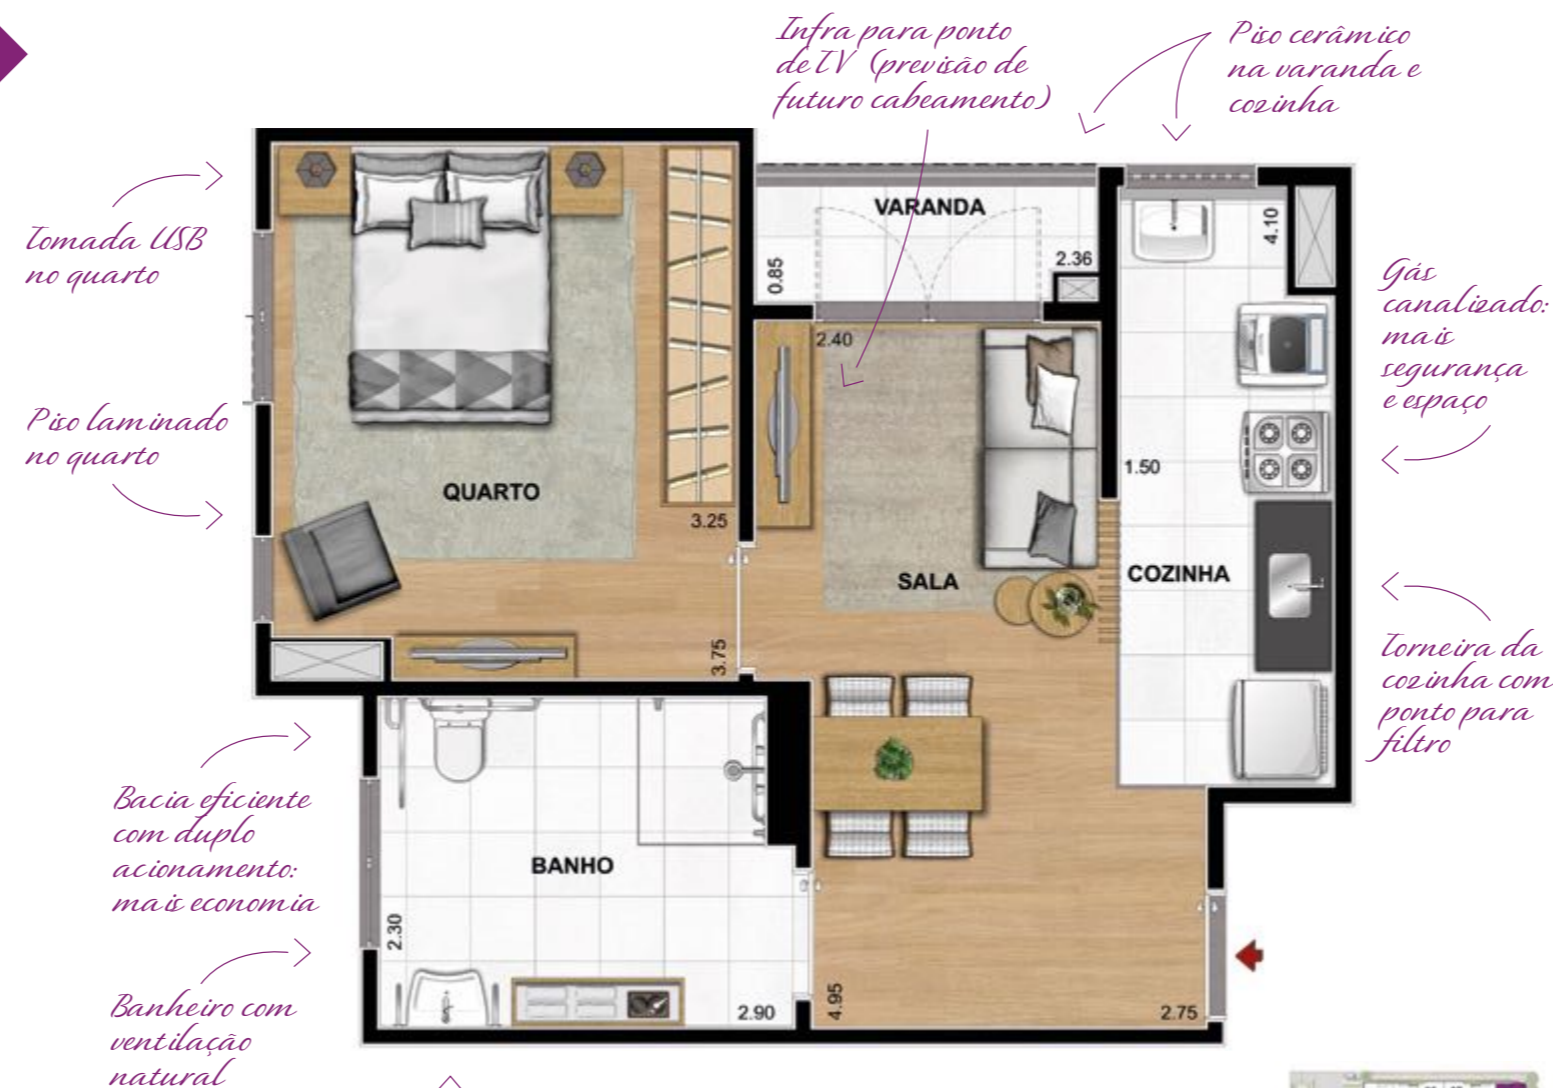 Infra para ponto
de TV (previsão de
futuro cabeamento)
Piso cerâmico
na varanda e
cozinha
Tomada USB
no quarto
Piso laminado
no quarto
Bacia eficiente
com duplo
acionamento:
mais economia
Banheiro com
ventilação
natural
Gás
canalizado:
mais
segurança
e espaço
Torneira da
cozinha com
ponto para
filtro
VARANDA
0.85
2.36
4.10
2.40
1.50
QUARTO
3.25
3.75
SALA
COZINHA
BANHO
2.30
2.90
4.95
2.75